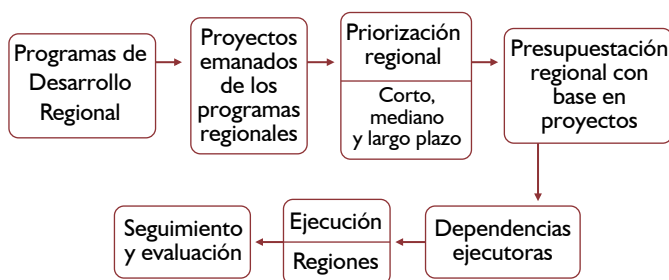 Programas de
Desarrollo
Regional
Proyectos
emanados
de los
programas
regionales
Priorización
regional
Corto,
mediano
y largo plazo
Presupuestación
regional con
base en
proyectos
Dependencias
ejecutoras
Ejecución
Regiones
Seguimiento
y evaluación